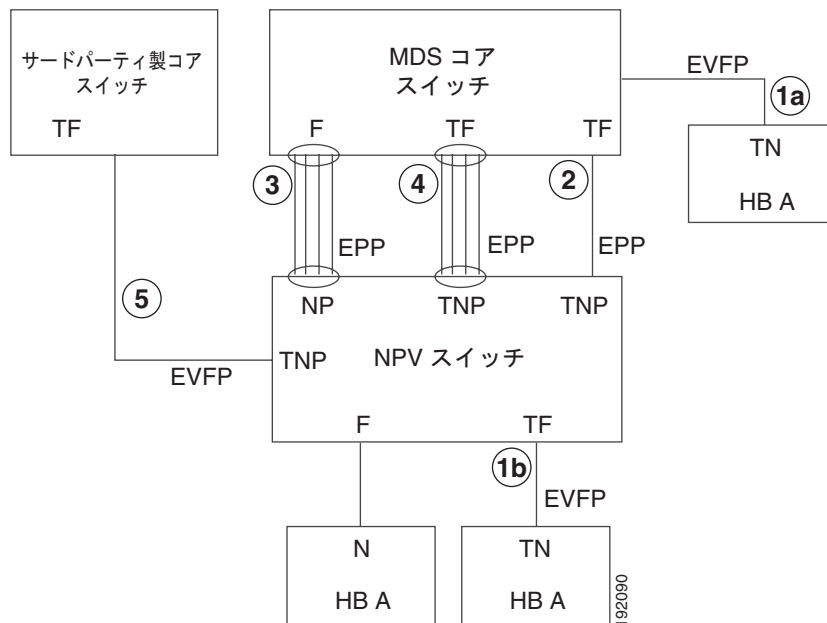 サードパーティ製コア
スイッチ
TF
MDS コア
スイッチ
F
TF
TF
EVFP
1a
TN
HB A
3
4
2
EPP
EPP
EPP
5
NP
TNP
TNP
EVFP
TNP
NPV スイッチ
F
TF
1b
EVFP
N
HB A
TN
HB A
192090